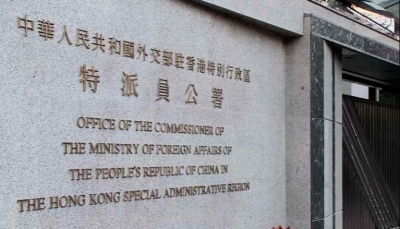 中華人民共和國外交部駐香港特別行政區
特派員公署
OFFICE OF THE COMMISSIONER OF
THE MINISTRY OF FOREIGN AFFAIRS OF
THE PEOPLE'S REPUBLIC OF CHINA IN
THE HONG KONG SPECIAL ADMINISTRATIVE REGION